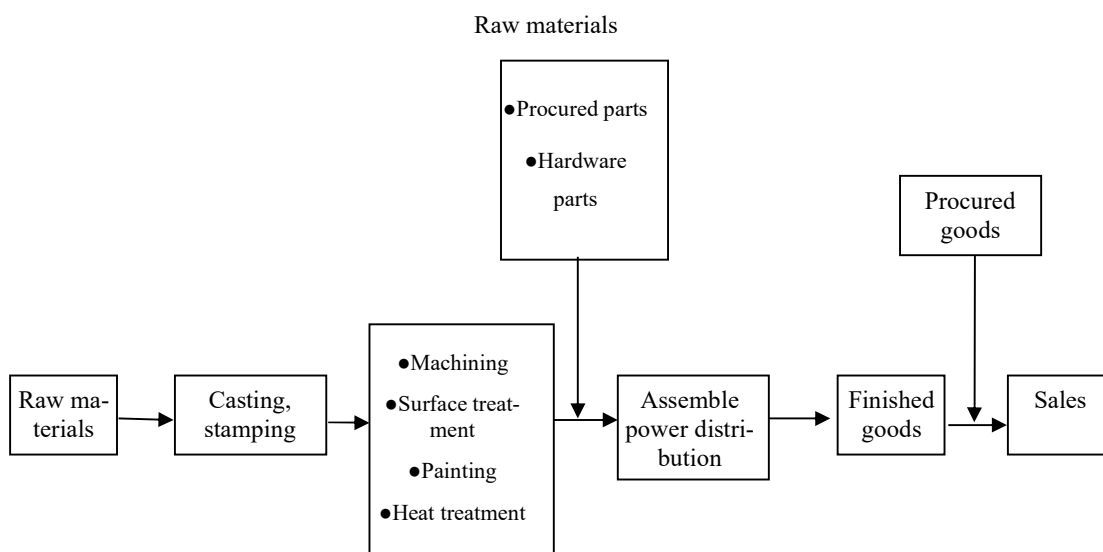 Raw materials
●Procured parts
●Hardware
parts
Procured
goods
●Machining
●Surface treat-
ment
●Painting
●Heat treatment
Raw ma-
terials
Casting,
stamping
Assemble
power distri-
bution
Finished
goods
Sales